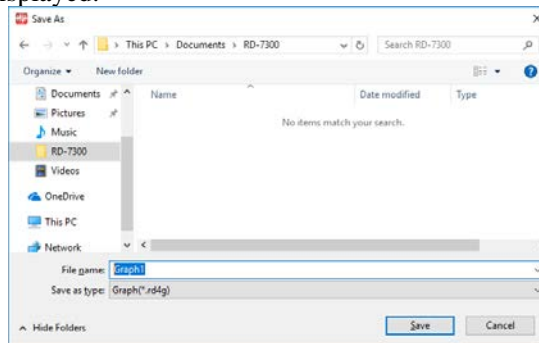 splayed.
Save As
This PC > Documents > RD-7300
Search RD-7300
Organize
New folder
Documents
Pictures
Music
RD-7300
Videos
OneDrive
This PC
Network
Name
Date modified
Type
No items match your search.
File name: Graph1
Save as type: Graph(*.rd4g)
Hide Folders
Save
Cancel